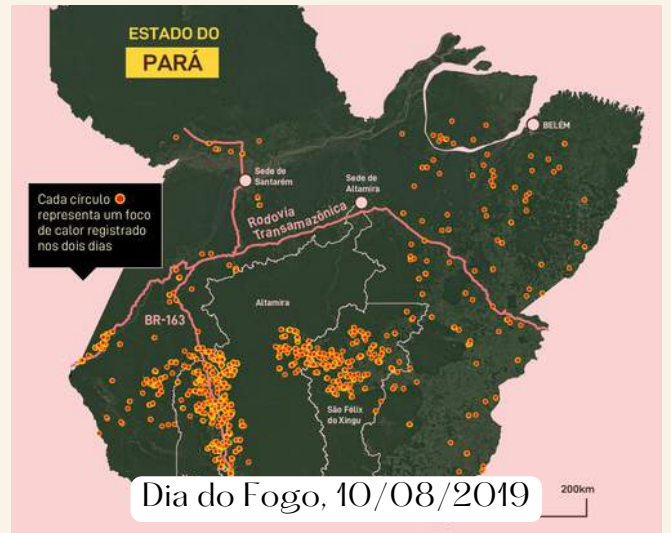 ESTADO DO
PARÁ
BELÉM
Sede de
Santarém
Sede de
Altamira
Cada círculo
representa um foco
de calor registrado
nos dois dias
Rodovia
Transamazônica
Altamira
BR-163
São Félix
do Xingu
Dia do Fogo, 10/08/2019
200km